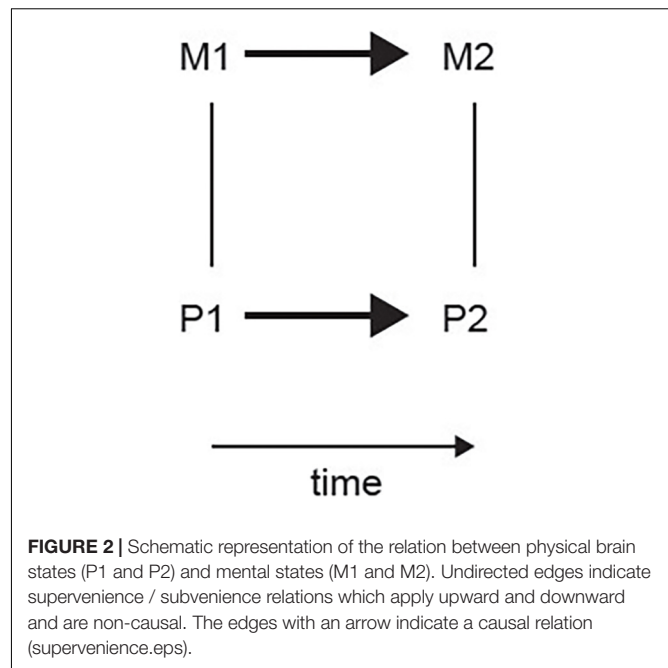 M1 M2
P1 P2
time
FIGURE 2 | Schematic representation of the relation between physical brain
states (P1 and P2) and mental states (M1 and M2). Undirected edges indicate
supervenience / subvenience relations which apply upward and downward
and are non-causal. The edges with an arrow indicate a causal relation
(supervenience.eps).